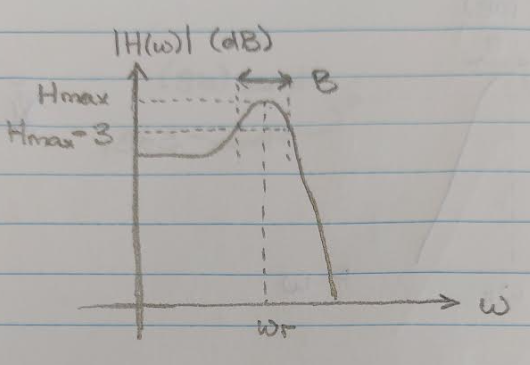 |H(ω)| (dB)
B
Hmax
Hmax-3
ω
ωr